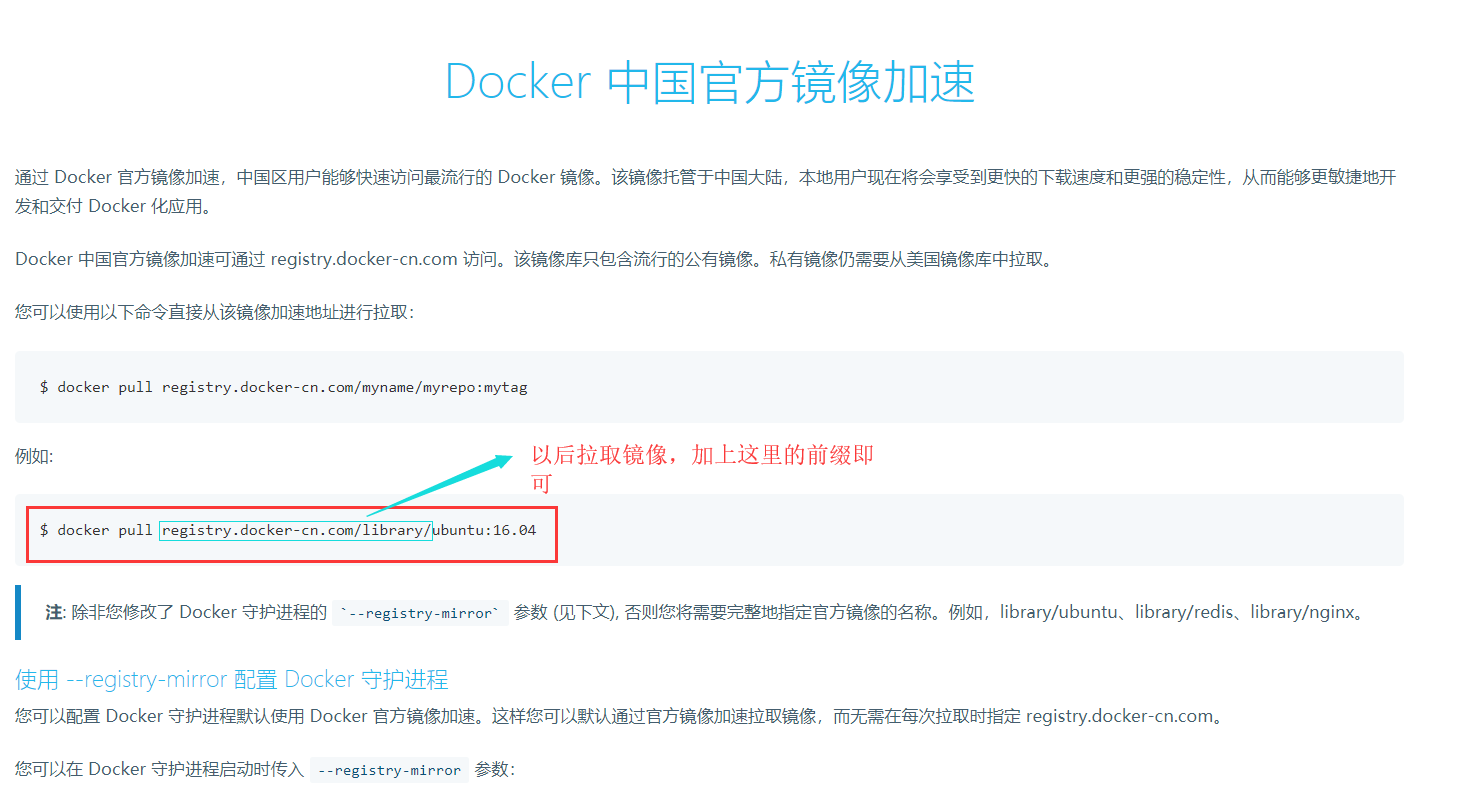 Docker 中国官方镜像加速
通过 Docker 官方镜像加速，中国区用户能够快速访问最流行的 Docker 镜像。该镜像托管于中国大陆，本地用户现在将会享受到更快的下载速度和更强的稳定性，从而能够更敏捷地开
发和交付 Docker 化应用。
Docker 中国官方镜像加速可通过 registry.docker-cn.com 访问。该镜像库只包含流行的公有镜像。私有镜像仍需要从美国镜像库中拉取。
您可以使用以下命令直接从该镜像加速地址进行拉取：
$ docker pull registry.docker-cn.com/myname/myrepo:mytag
例如:
以后拉取镜像，加上这里的前缀即
可
$ docker pull registry.docker-cn.com/library/ubuntu:16.04
注: 除非您修改了 Docker 守护进程的 `--registry-mirror` 参数 (见下文), 否则您将需要完整地指定官方镜像的名称。例如，library/ubuntu、library/redis、library/nginx。
使用 --registry-mirror 配置 Docker 守护进程
您可以配置 Docker 守护进程默认使用 Docker 官方镜像加速。这样您可以默认通过官方镜像加速拉取镜像，而无需在每次拉取时指定 registry.docker-cn.com。
您可以在 Docker 守护进程启动时传入 --registry-mirror 参数：